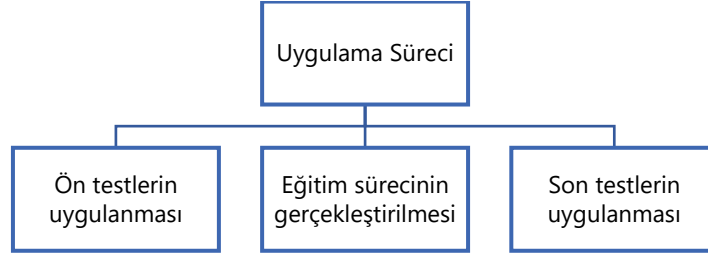 Uygulama Süreci
Ön testlerin
uygulanması
Eğitim sürecinin
gerçekleştirilmesi
Son testlerin
uygulanması